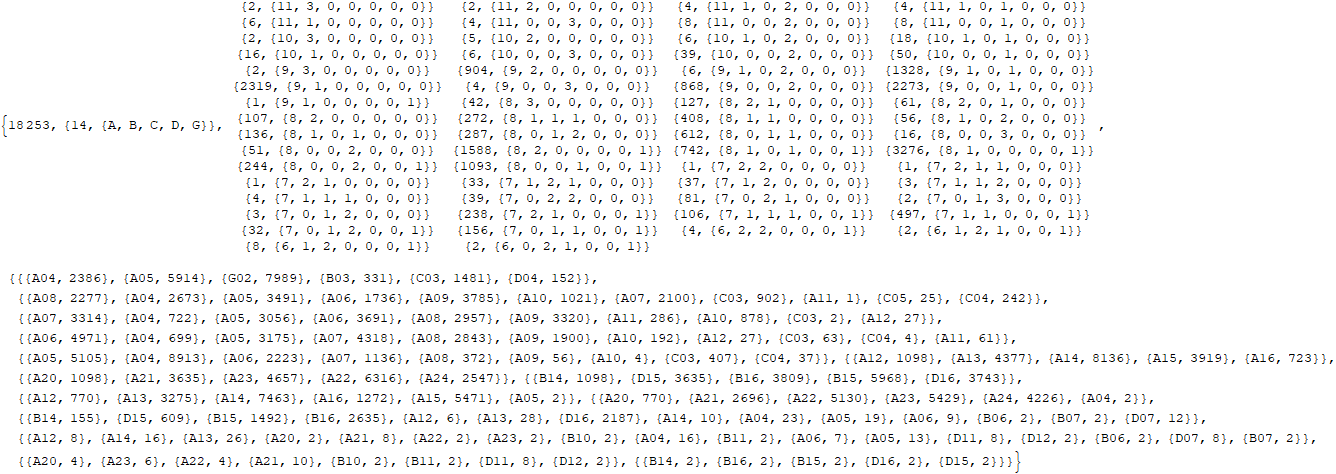 {2, {11, 3, 0, 0, 0, 0, 0}} {2, {11, 2, 0, 0, 0, 0, 0}} {4, {11, 1, 0, 2, 0, 0, 0}} {4, {11, 1, 0, 1, 0, 0, 0}}
{6, {11, 1, 0, 0, 0, 0, 0}} {4, {11, 0, 0, 3, 0, 0, 0}} {8, {11, 0, 0, 2, 0, 0, 0}} {8, {11, 0, 0, 1, 0, 0, 0}}
{2, {10, 3, 0, 0, 0, 0, 0}} {5, {10, 2, 0, 0, 0, 0, 0}} {6, {10, 1, 0, 2, 0, 0, 0}} {18, {10, 1, 0, 1, 0, 0, 0}}
{16, {10, 1, 0, 0, 0, 0, 0}} {6, {10, 0, 0, 3, 0, 0, 0}} {39, {10, 0, 0, 2, 0, 0, 0}} {50, {10, 0, 0, 1, 0, 0, 0}}
{2, {9, 3, 0, 0, 0, 0, 0}} {904, {9, 2, 0, 0, 0, 0, 0}} {6, {9, 1, 0, 2, 0, 0, 0}} {1328, {9, 1, 0, 1, 0, 0, 0}}
{2319, {9, 1, 0, 0, 0, 0, 0}} {4, {9, 0, 0, 3, 0, 0, 0}} {868, {9, 0, 0, 2, 0, 0, 0}} {2273, {9, 0, 0, 1, 0, 0, 0}}
{1, {9, 1, 0, 0, 0, 0, 1}} {42, {8, 3, 0, 0, 0, 0, 0}} {127, {8, 2, 0, 1, 0, 0, 0}} {61, {8, 2, 0, 1, 0, 0, 0}}
{18253, {14, {A, B, C, D, G}}, {107, {8, 2, 0, 0, 0, 0, 0}} {272, {8, 1, 1, 1, 0, 0, 0}} {408, {8, 1, 1, 0, 0, 0, 0}} {56, {8, 1, 0, 2, 0, 0, 0}} ,
{136, {8, 1, 0, 1, 0, 0, 0}} {287, {8, 0, 1, 2, 0, 0, 0}} {612, {8, 0, 1, 1, 0, 0, 0}} {16, {8, 0, 0, 3, 0, 0, 0}}
{51, {8, 0, 0, 2, 0, 0, 0}} {1588, {8, 2, 0, 0, 0, 0, 1}} {742, {8, 1, 0, 1, 0, 0, 1}} {3276, {8, 1, 0, 0, 0, 0, 1}}
{244, {8, 0, 0, 2, 0, 0, 1}} {1093, {8, 0, 0, 1, 0, 0, 1}} {1, {7, 2, 2, 0, 0, 0, 0}} {1, {7, 2, 1, 1, 0, 0, 0}}
{1, {7, 2, 1, 0, 0, 0, 0}} {33, {7, 1, 2, 1, 0, 0, 0}} {37, {7, 1, 2, 0, 0, 0, 0}} {3, {7, 1, 1, 2, 0, 0, 0}}
{4, {7, 1, 1, 1, 0, 0, 0}} {39, {7, 0, 2, 2, 0, 0, 0}} {81, {7, 0, 2, 1, 0, 0, 0}} {2, {7, 0, 1, 3, 0, 0, 0}}
{3, {7, 0, 1, 2, 0, 0, 0}} {238, {7, 2, 1, 0, 0, 0, 1}} {106, {7, 1, 1, 1, 0, 0, 1}} {497, {7, 1, 1, 0, 0, 0, 1}}
{32, {7, 0, 1, 2, 0, 0, 1}} {156, {7, 0, 1, 1, 0, 0, 1}} {4, {6, 2, 2, 0, 0, 0, 1}} {2, {6, 1, 2, 1, 0, 0, 1}}
{8, {6, 1, 2, 0, 0, 0, 1}} {2, {6, 0, 2, 1, 0, 0, 1}}
{{{{A04, 2386}, {A05, 5914}, {G02, 7989}, {B03, 331}, {C03, 1481}, {D04, 152}},
{{A08, 2277}, {A04, 2673}, {A05, 3491}, {A06, 1736}, {A09, 3785}, {A10, 1021}, {A07, 2100}, {C03, 902}, {A11, 1}, {C05, 25}, {C04, 242}},
{{A07, 3314}, {A04, 722}, {A05, 3056}, {A06, 3691}, {A08, 2957}, {A09, 3320}, {A11, 286}, {A10, 878}, {C03, 2}, {A12, 27}},
{{A06, 4971}, {A04, 699}, {A05, 3175}, {A07, 4318}, {A08, 2843}, {A09, 1900}, {A10, 192}, {A12, 27}, {C03, 63}, {C04, 4}, {A11, 61}},
{{A05, 5105}, {A04, 8913}, {A06, 2223}, {A07, 1136}, {A08, 372}, {A09, 56}, {A10, 4}, {C03, 407}, {C04, 37}}, {{A12, 1098}, {A13, 4377}, {A14, 8136}, {A15, 3919}, {A16, 723}},
{{A20, 1098}, {A21, 3635}, {A23, 4657}, {A22, 6316}, {A24, 2547}}, {{B14, 1098}, {D15, 3635}, {B16, 3809}, {B15, 5968}, {D16, 3743}},
{{A12, 770}, {A13, 3275}, {A14, 7463}, {A16, 1272}, {A15, 5471}, {A05, 2}}, {{A20, 770}, {A21, 2696}, {A22, 5130}, {A23, 5429}, {A24, 4226}, {A04, 2}},
{{B14, 155}, {D15, 609}, {B15, 1492}, {B16, 2635}, {A12, 6}, {A13, 28}, {D16, 2187}, {A14, 10}, {A04, 23}, {A05, 19}, {A06, 9}, {B06, 2}, {B07, 2}, {D07, 12}},
{{A12, 8}, {A14, 16}, {A13, 26}, {A20, 2}, {A21, 8}, {A22, 2}, {A23, 2}, {B10, 2}, {A04, 16}, {B11, 2}, {A06, 7}, {A05, 13}, {D11, 8}, {D12, 2}, {B06, 2}, {D07, 8}, {B07, 2}},
{{A20, 4}, {A23, 6}, {A22, 4}, {A21, 10}, {B10, 2}, {B11, 2}, {D11, 8}, {D12, 2}}, {{B14, 2}, {B16, 2}, {B15, 2}, {D16, 2}, {D15, 2}}}}